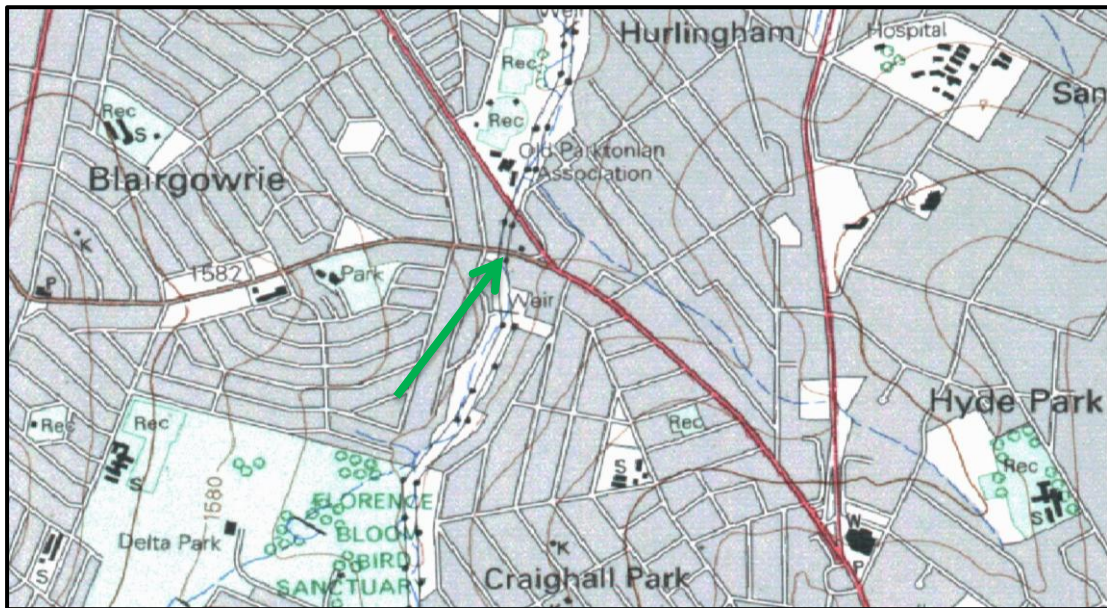 Weir
Hurlingham
Hospital
Rec
San
Rec
S
Rec
Old Parktonian
Association
Blairgowrie
K
1582
Park
P
Weir
Hyde Park
Rec
Rec
Rec
Rec
S
S
S
FLORENCE
1580
BLOOM
Delta Park
W
BIRD
K
P
S
SANCTUAR
Craighall Park
K